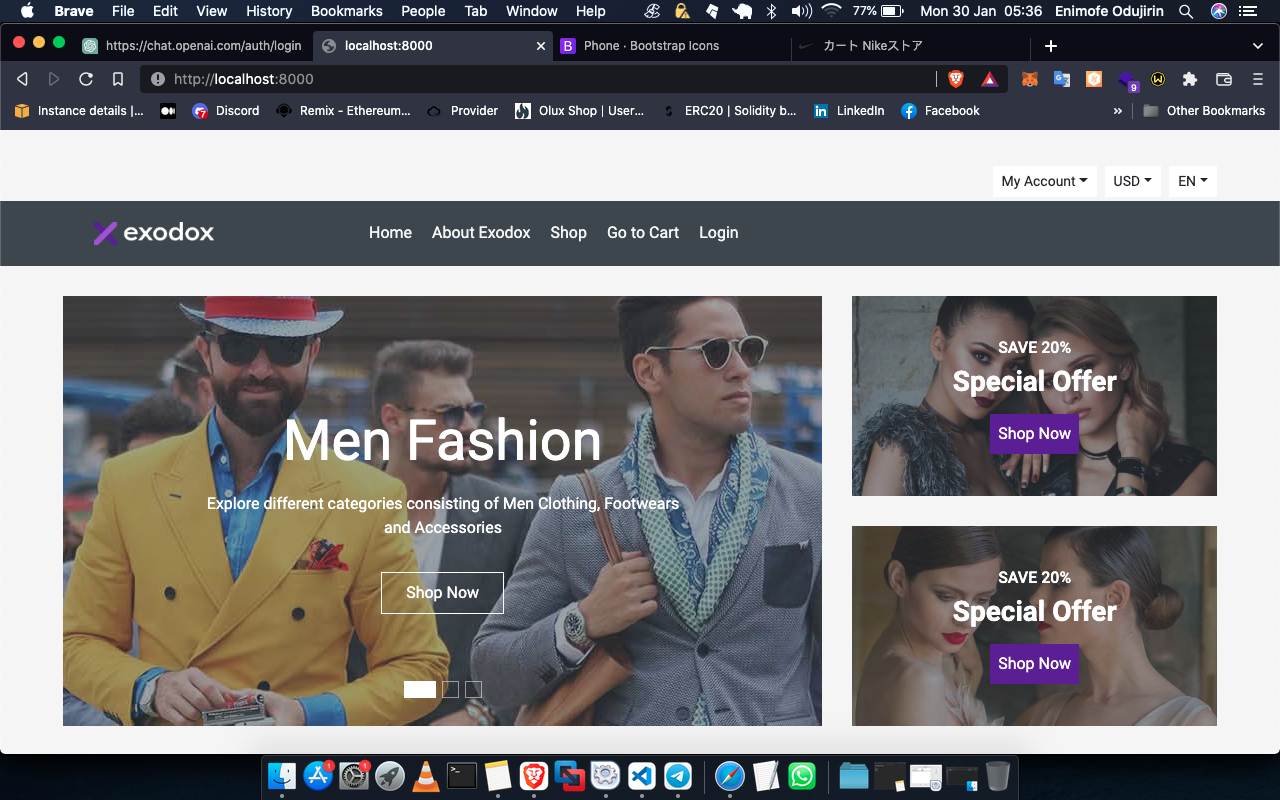 Brave File Edit View History Bookmarks People Tab Window Help 77% Mon 30 Jan 05:36 Enimofe Odujirin
https://chat.openai.com/auth/login localhost:8000 B Phone · Bootstrap Icons カート Nikeストア
http://localhost:8000 9
Instance details |... 7 Discord Remix - Ethereum... Provider Olux Shop | User... ERC20 | Solidity b... in LinkedIn Facebook » Other Bookmarks
My Account USD EN
exodox Home About Exodox Shop Go to Cart Login
Men Fashion
Explore different categories consisting of Men Clothing, Footwears
and Accessories
Shop Now
SAVE 20%
Special Offer
Shop Now
SAVE 20%
Special Offer
Shop Now
1 1